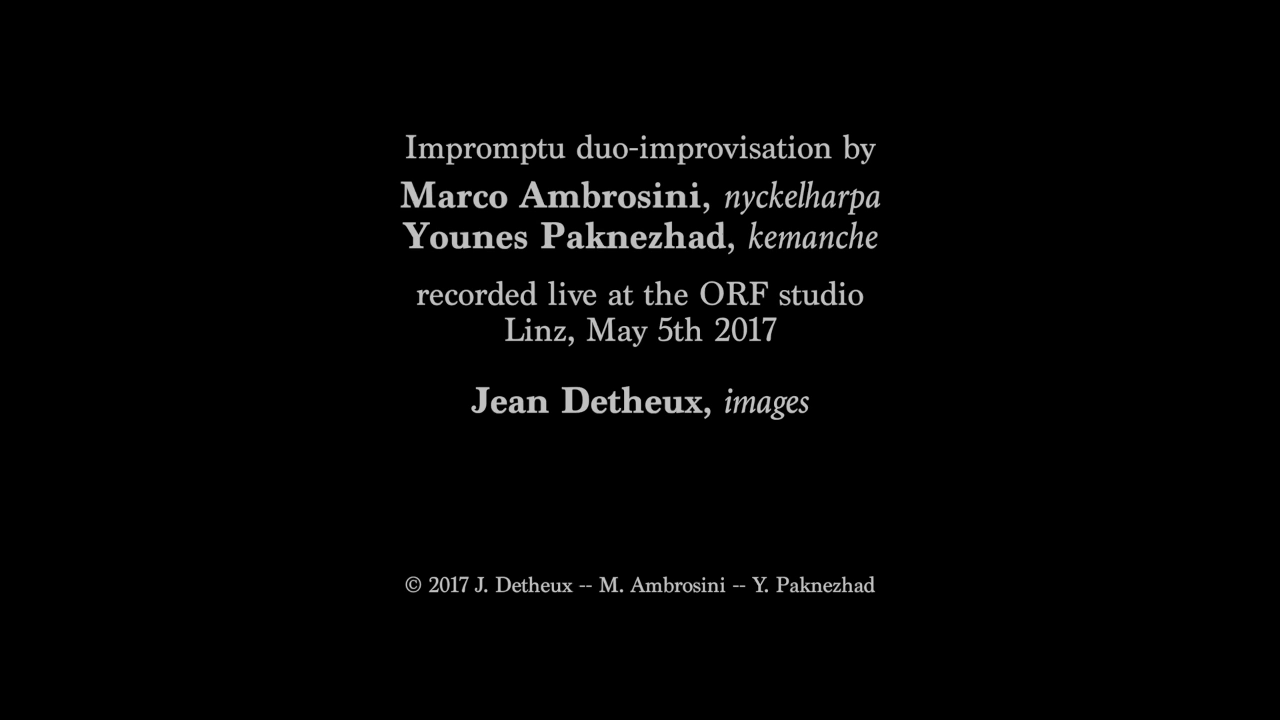 Impromptu duo-improvisation by
Marco Ambrosini, nyckelharpa
Younes Paknezhad, kemanche
recorded live at the ORF studio
Linz, May 5th 2017
Jean Detheux, images
© 2017 J. Detheux -- M. Ambrosini -- Y. Paknezhad